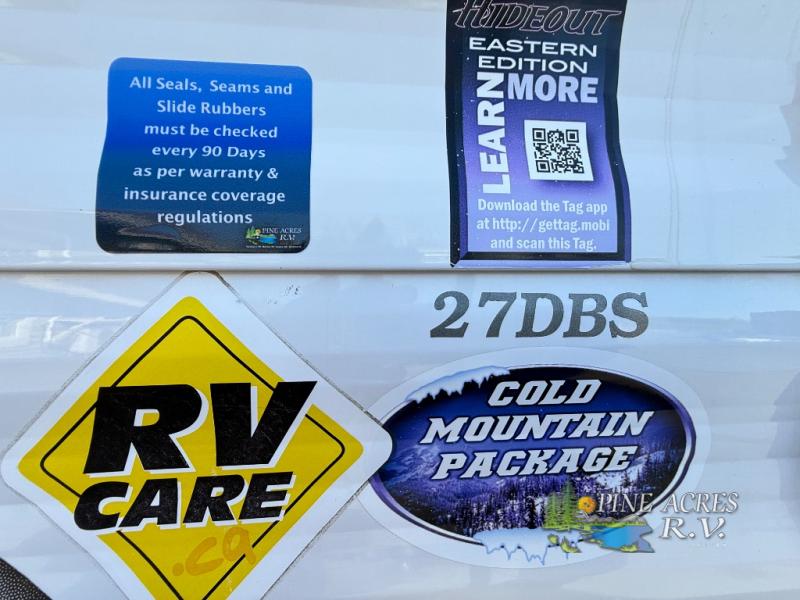 All Seals, Seams and
Slide Rubbers
must be checked
every 90 Days
as per warranty &
insurance coverage
regulations
PINE ACRES
R.V.
HIDEOUT
EASTERN
EDITION
LEARN
MORE
Download the Tag app
at http://gettag.mobi
and scan this Tag.
27DBS
RV
CARE
.ca
COLD
MOUNTAIN
PACKAGE
PINE ACRES
R.V.